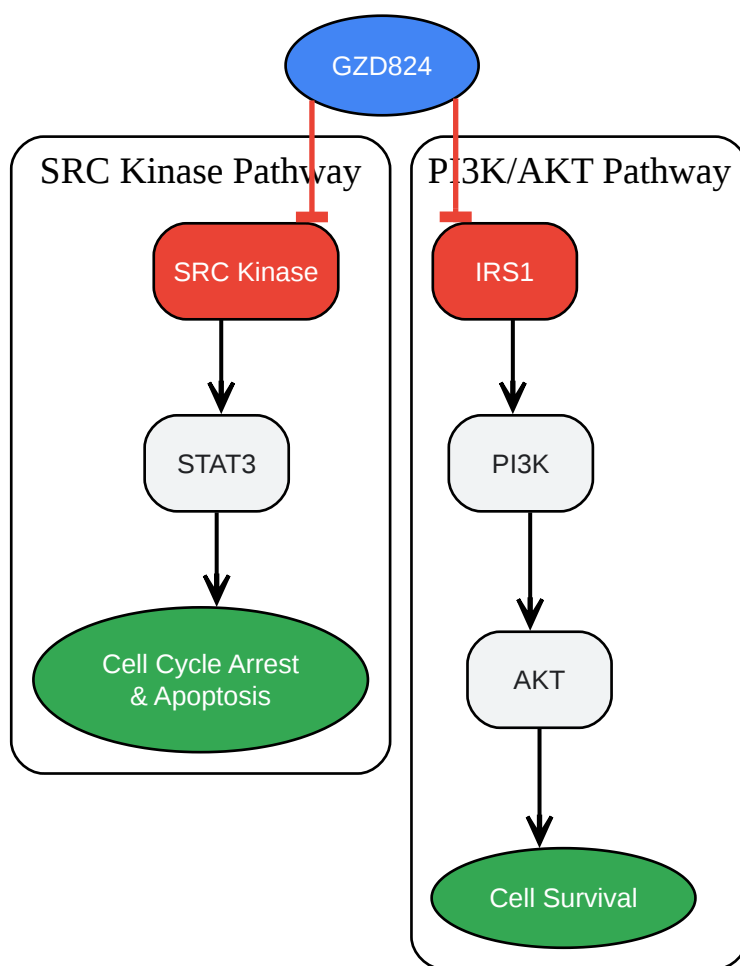 GZD824
SRC Kinase Pathway
SRC Kinase
STAT3
Cell Cycle Arrest
& Apoptosis
PI3K/AKT Pathway
IRS1
PI3K
AKT
Cell Survival